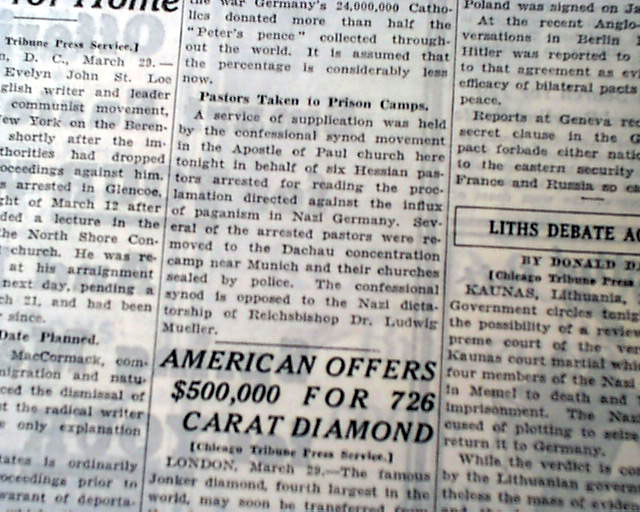 for Home
Tribune Press Service.]
n, D. C., March 29.—
Evelyn John St. Loe
glish writer and leader
communist movement,
ew York on the Beren-
shortly after the im-
thorities had dropped
oceedings against him.
s arrested in Glencoe,
ght of March 12 after
ded a lecture in the
he North Shore Con-
church. He was re-
at his arraignment
next day, pending a
ch 21, and had been
since.
Date Planned.
MacCormack, com-
migration and natu-
ced the dismissal of
t the radical writer
e only explanation
tates is ordinarily
oceedings prior to
warant of deporta-
the war Germany's 24,000,000 Catho-
lics donated more than half the
"Peter's pence" collected through-
out the world. It is assumed that
the percentage is considerably less
now.
Pastors Taken to Prison Camps.
A service of supplication was held
by the confessional synod movement
in the Apostle of Paul church here
tonight in behalf of six Hessian pas-
tors arrested for reading the proc-
lamation directed against the influx
of paganism in Nazi Germany. Sev-
eral of the arrested pastors were re-
moved to the Dachau concentration
camp near Munich and their churches
sealed by police. The confessional
synod is opposed to the Nazi dicta-
torship of Reichsbishop Dr. Ludwig
Mueller.
AMERICAN OFFERS
$500,000 FOR 726
CARAT DIAMOND
[Chicago Tribune Press Service.]
LONDON, March 29.—The famous
Jonker diamond, fourth largest in the
world, may soon be transferred from
Poland was signed on Ja
At the recent Anglo-
versations in Berlin
Hitler was reported to
to that agreement as evi
efficacy of bilateral pacts
peace.
Reports at Geneva rec
secret clause in the G
pact forbade either nati
to the eastern security
France and Russia so e
LITHS DEBATE AC
BY DONALD D
[Chicago Tribune Press
KAUNAS, Lithuania,
Government circles tonig
the possibility of a review
preme court of the ver
Kaunas court martial whi
four members of the Nazi
in Memel to death and
imprisonment. The Naz
cused of plotting to seize
return it to Germany.
While the verdict is co
by the Lithuanian governm
theless the mass of eviden